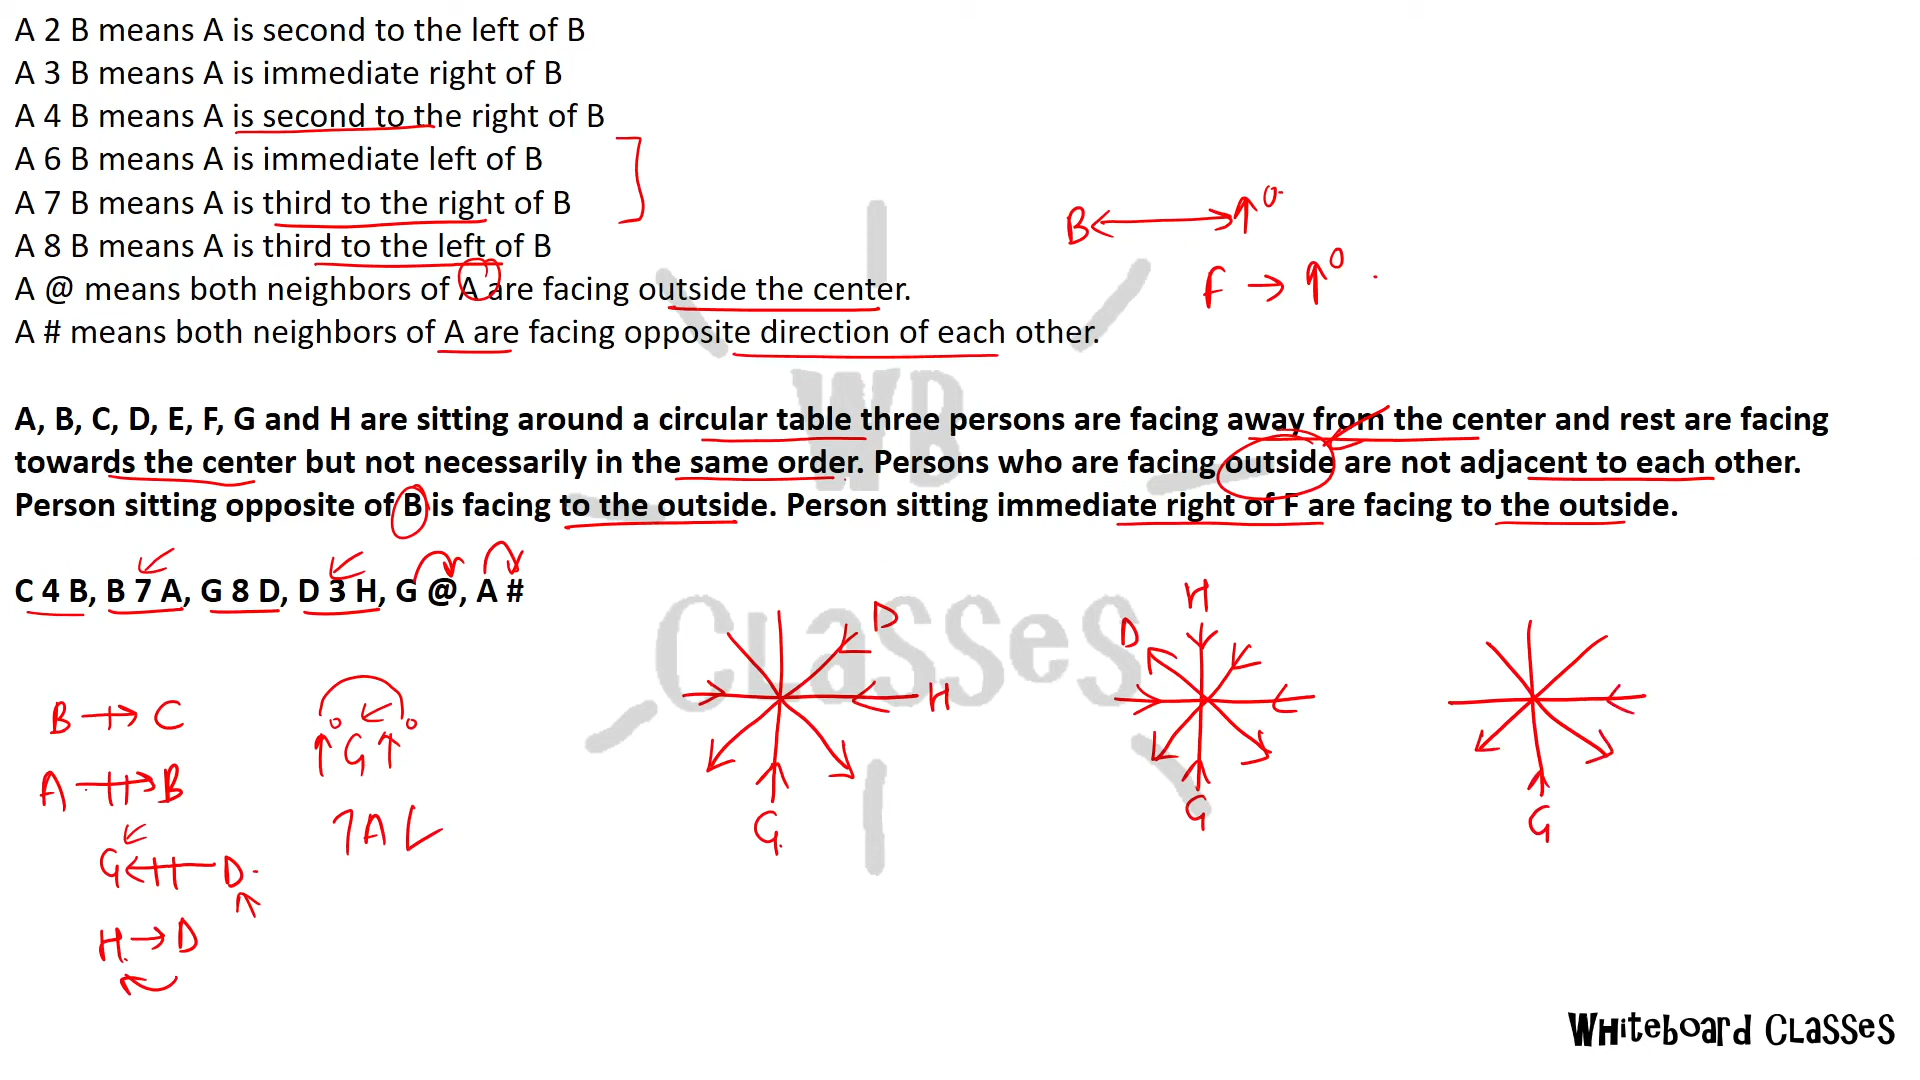 A 2 B means A is second to the left of B
A 3 B means A is immediate right of B
A 4 B means A is second to the right of B
A 6 B means A is immediate left of B
A 7 B means A is third to the right of B
A 8 B means A is third to the left of B
A @ means both neighbors of A are facing outside the center.
A # means both neighbors of A are facing opposite direction of each other.
B O
F O
WB
CLASSES
A, B, C, D, E, F, G and H are sitting around a circular table three persons are facing away from the center and rest are facing
towards the center but not necessarily in the same order. Persons who are facing outside are not adjacent to each other.
Person sitting opposite of B is facing to the outside. Person sitting immediate right of F are facing to the outside.
C 4 B, B 7 A, G 8 D, D 3 H, G @, A #
B C
A B
G D
H D
o o
G
7 A L
D
H
G
H
D
G
G
Whiteboard Classes